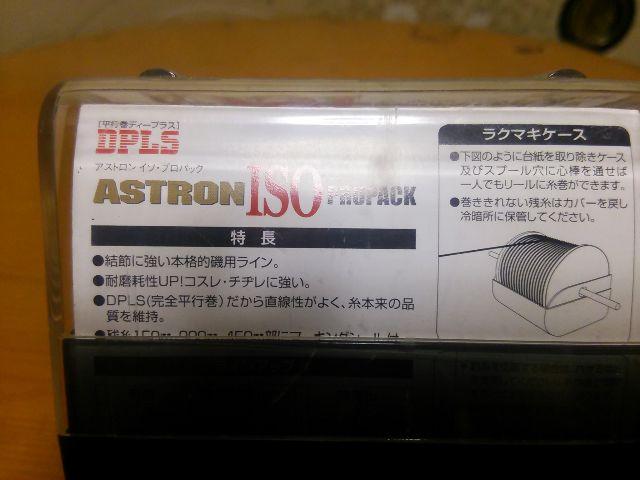 [平行巻ディープラス]
DPLS
アストロン イソ・プロパック
ASTRON ISO PROPACK
特長
●結節に強い本格的磯用ライン。
●耐磨耗性UP!コスレ・チヂレに強い。
●DPLS(完全平行巻)だから直線性がよく、糸本来の品
質を維持。
ラクマキケース
●下図のように台紙を取り除きケース
及びスプール穴に心棒を通せば
一人でもリールに糸巻ができます。
●巻ききれない残糸はカバーを戻し
冷暗所に保管してください。